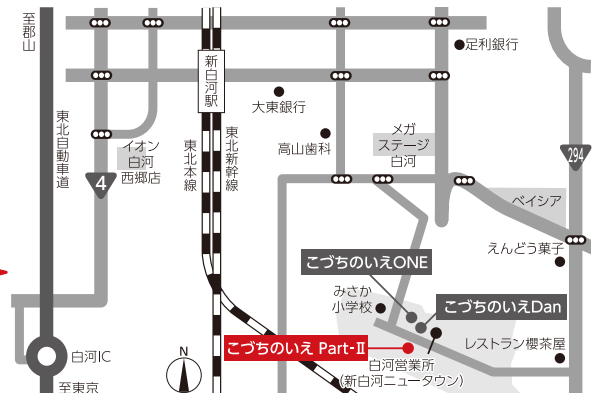 至郡山
足利銀行
新白河駅
大東銀行
東北自動車道
イオン
白河
西郷店
東北本線
東北新幹線
高山歯科
メガ
ステージ
白河
294
4
ベイシア
えんどう菓子
こづちのいえONE
みさか
小学校
こづちのいえDan
こづちのいえ Part-Ⅱ
レストラン櫻茶屋
白河IC
N
白河営業所
(新白河ニュータウン)
至東京